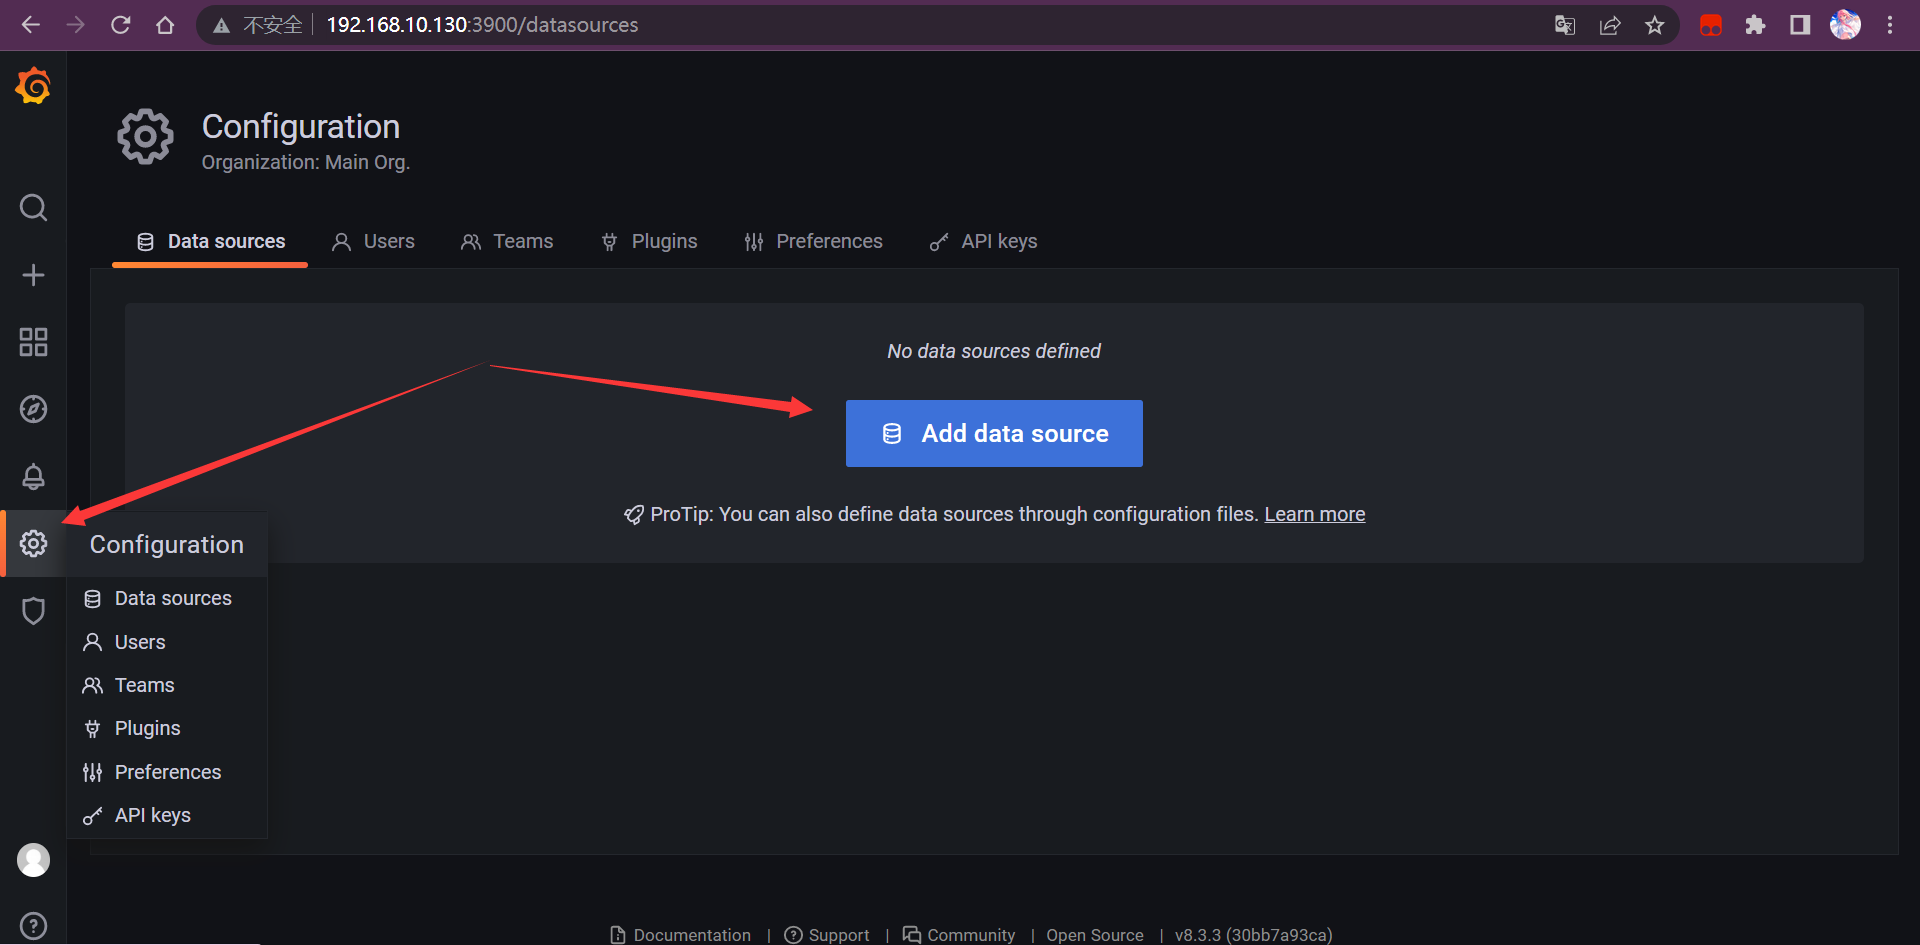 不安全 192.168.10.130:3900/datasources
Configuration
Organization: Main Org.
Data sources Users Teams Plugins Preferences API keys
No data sources defined
Add data source
ProTip: You can also define data sources through configuration files. Learn more
Configuration
Data sources
Users
Teams
Plugins
Preferences
API keys
Documentation | Support | Community | Open Source | v8.3.3 (30bb7a93ca)